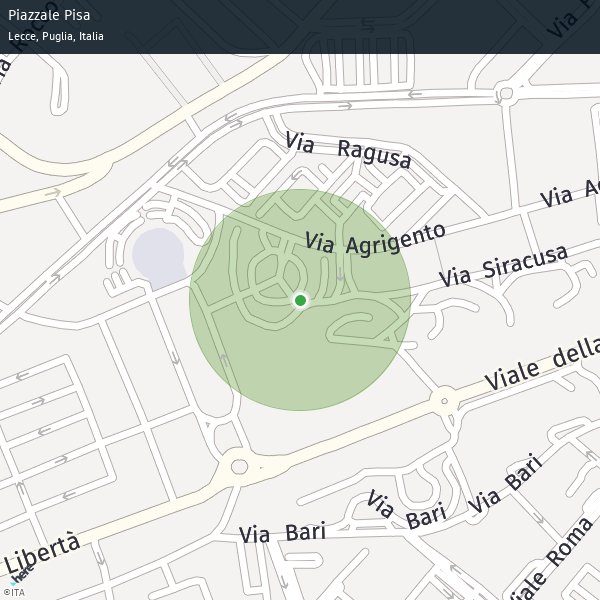 Piazzale Pisa
Lecce, Puglia, Italia
Via Ragusa
Via Agrigento
Via Siracusa
Viale della
Libertà
Via Bari
Via Bari
Via Bari
Viale Roma
here
©ITA